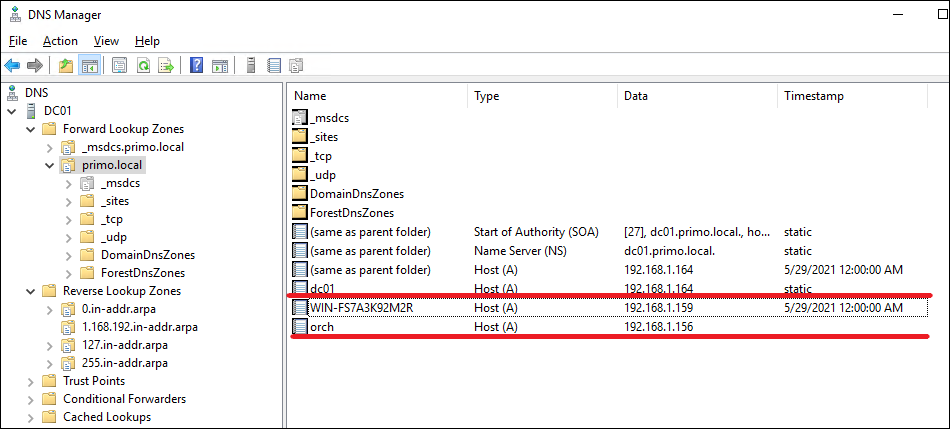 DNS Manager
File Action View Help
DNS
DC01
Forward Lookup Zones
_msdcs.primo.local
primo.local
_msdcs
_sites
_tcp
_udp
DomainDnsZones
ForestDnsZones
Reverse Lookup Zones
0.in-addr.arpa
1.168.192.in-addr.arpa
127.in-addr.arpa
255.in-addr.arpa
Trust Points
Conditional Forwarders
Cached Lookups
Name Type Data Timestamp
_msdcs
_sites
_tcp
_udp
DomainDnsZones
ForestDnsZones
(same as parent folder) Start of Authority (SOA) [27], dc01.primo.local., ho... static
(same as parent folder) Name Server (NS) dc01.primo.local. static
(same as parent folder) Host (A) 192.168.1.164 5/29/2021 12:00:00 AM
dc01 Host (A) 192.168.1.164 static
WIN-FS7A3K92M2R Host (A) 192.168.1.159 5/29/2021 12:00:00 AM
orch Host (A) 192.168.1.156